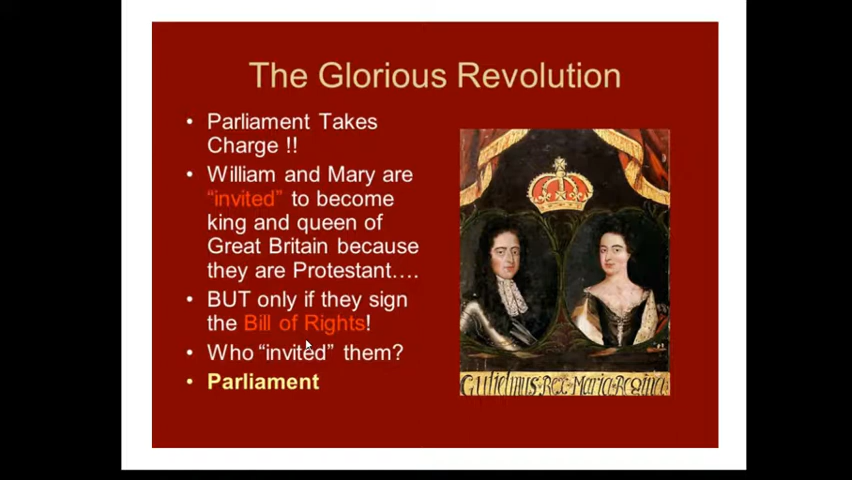 The Glorious Revolution
• Parliament Takes
Charge !!
• William and Mary are
“invited” to become
king and queen of
Great Britain because
they are Protestant….
• BUT only if they sign
the Bill of Rights!
• Who “invited” them?
• Parliament
Gulielmus·Rex·Maria·Regina